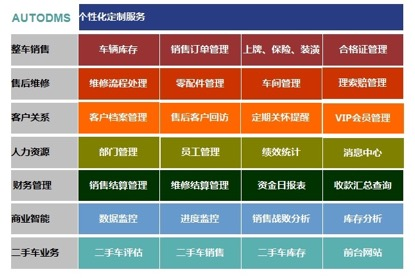 AUTODMS 个性化定制服务
整车销售 车辆库存 销售订单管理 上牌、保险、装潢 合格证管理
售后维修 维修流程处理 零配件管理 车间管理 理索赔管理
客户关系 客户档案管理 售后客户回访 定期关怀提醒 VIP会员管理
人力资源 部门管理 员工管理 绩效统计 消息中心
财务管理 销售结算管理 维修结算管理 资金日报表 收款汇总查询
商业智能 数据监控 进度监控 销售战败分析 库存分析
二手车业务 二手车评估 二手车销售 二手车库存 前台网站